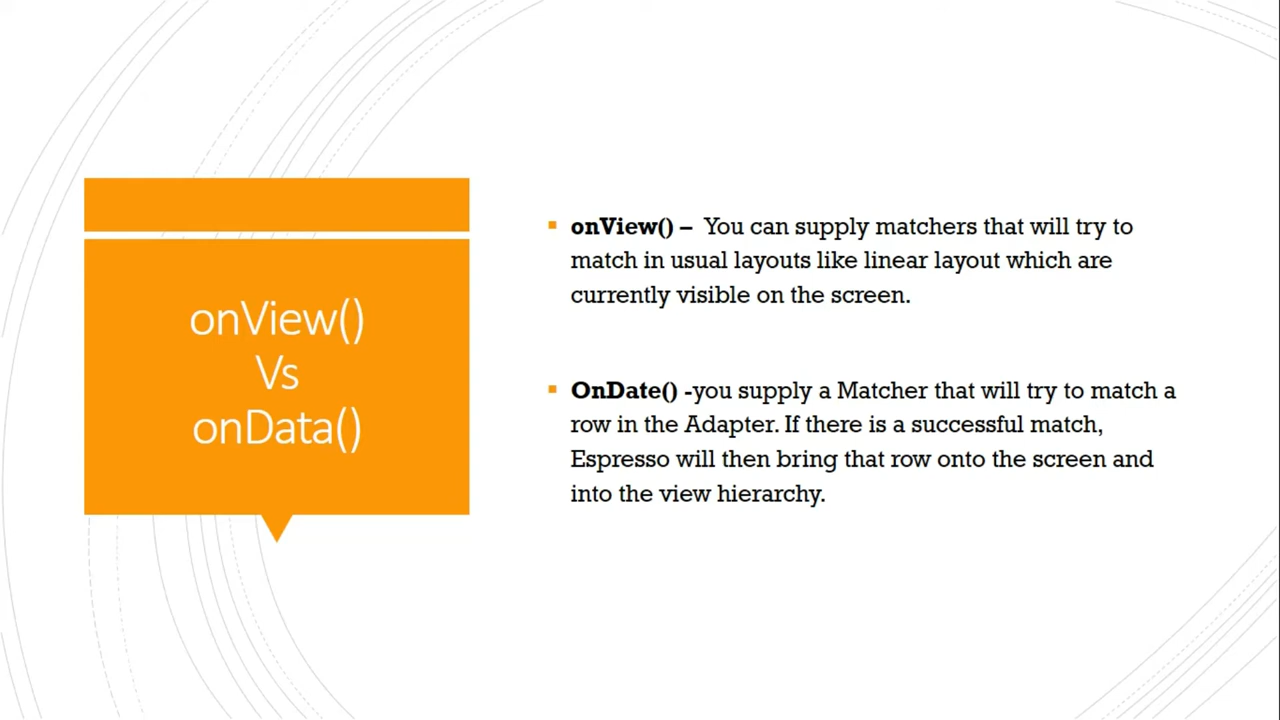 onView()
Vs
onData()
▪ onView() – You can supply matchers that will try to
match in usual layouts like linear layout which are
currently visible on the screen.
▪ OnDate() -you supply a Matcher that will try to match a
row in the Adapter. If there is a successful match,
Espresso will then bring that row onto the screen and
into the view hierarchy.